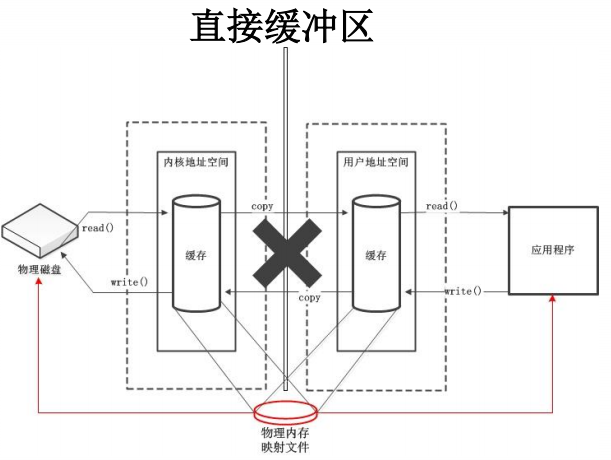 直接缓冲区
内核地址空间
用户地址空间
copy
read()
read()
缓存
缓存
应用程序
物理磁盘
write()
copy
write()
物理内存
映射文件